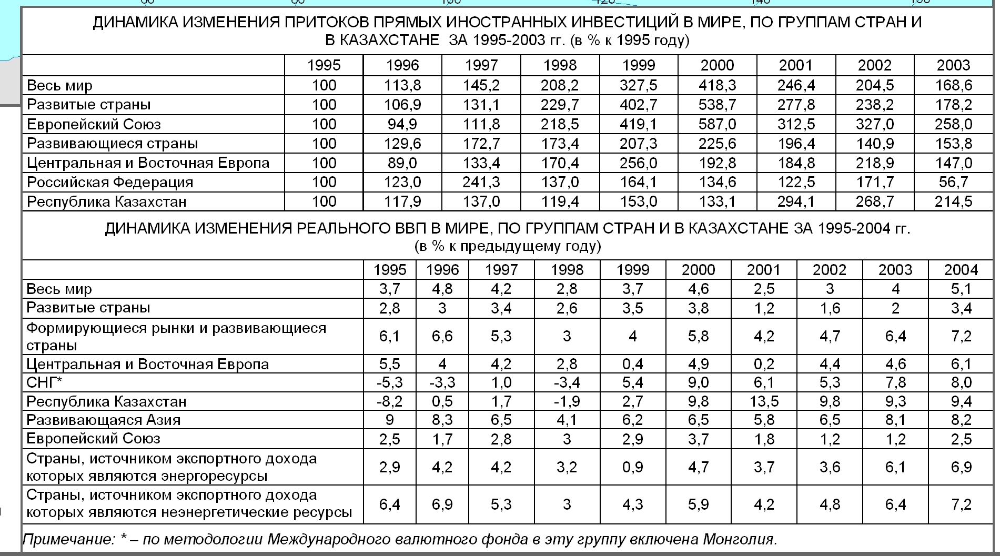 60 80 100 120 140 160
ДИНАМИКА ИЗМЕНЕНИЯ ПРИТОКОВ ПРЯМЫХ ИНОСТРАННЫХ ИНВЕСТИЦИЙ В МИРЕ, ПО ГРУППАМ СТРАН И
В КАЗАХСТАНЕ ЗА 1995-2003 гг. (в % к 1995 году)
1995 1996 1997 1998 1999 2000 2001 2002 2003
Весь мир 100 113,8 145,2 208,2 327,5 418,3 246,4 204,5 168,6
Развитые страны 100 106,9 131,1 229,7 402,7 538,7 277,8 238,2 178,2
Европейский Союз 100 94,9 111,8 218,5 419,1 587,0 312,5 327,0 258,0
Развивающиеся страны 100 129,6 172,7 173,4 207,3 225,6 196,4 140,9 153,8
Центральная и Восточная Европа 100 89,0 133,4 170,4 256,0 192,8 184,8 218,9 147,0
Российская Федерация 100 123,0 241,3 137,0 164,1 134,6 122,5 171,7 56,7
Республика Казахстан 100 117,9 137,0 119,4 153,0 133,1 294,1 268,7 214,5
ДИНАМИКА ИЗМЕНЕНИЯ РЕАЛЬНОГО ВВП В МИРЕ, ПО ГРУППАМ СТРАН И В КАЗАХСТАНЕ ЗА 1995-2004 гг.
(в % к предыдущему году)
1995 1996 1997 1998 1999 2000 2001 2002 2003 2004
Весь мир 3,7 4,8 4,2 2,8 3,7 4,6 2,5 3 4 5,1
Развитые страны 2,8 3 3,4 2,6 3,5 3,8 1,2 1,6 2 3,4
Формирующиеся рынки и развивающиеся
страны 6,1 6,6 5,3 3 4 5,8 4,2 4,7 6,4 7,2
Центральная и Восточная Европа 5,5 4 4,2 2,8 0,4 4,9 0,2 4,4 4,6 6,1
СНГ* -5,3 -3,3 1,0 -3,4 5,4 9,0 6,1 5,3 7,8 8,0
Республика Казахстан -8,2 0,5 1,7 -1,9 2,7 9,8 13,5 9,8 9,3 9,4
Развивающаяся Азия 9 8,3 6,5 4,1 6,2 6,5 5,8 6,5 8,1 8,2
Европейский Союз 2,5 1,7 2,8 3 2,9 3,7 1,8 1,2 1,2 2,5
Страны, источником экспортного дохода
которых являются энергоресурсы 2,9 4,2 4,2 3,2 0,9 4,7 3,7 3,6 6,1 6,9
Страны, источником экспортного дохода
которых являются неэнергетические ресурсы 6,4 6,9 5,3 3 4,3 5,9 4,2 4,8 6,4 7,2
Примечание: * – по методологии Международного валютного фонда в эту группу включена Монголия.